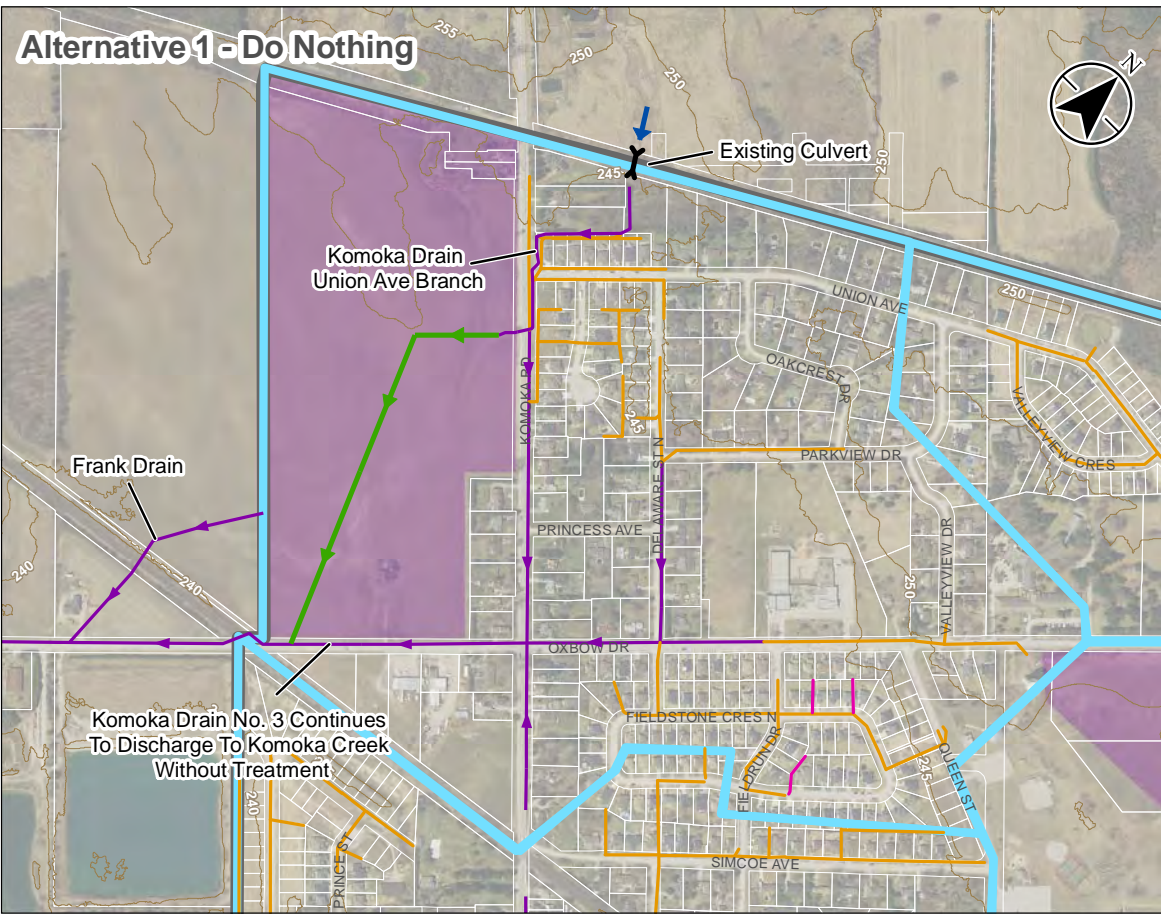 Alternative 1 - Do Nothing
255
250
250
N
Existing Culvert
250
245
Komoka Drain
Union Ave Branch
UNION AVE
250
OAKCREST DR
KOMOKA RD
VALLEYVIEW CRES
245
PARKVIEW DR
Frank Drain
DELAWARE ST N
PRINCESS AVE
240
240
250
VALLEYVIEW DR
OXBOW DR
Komoka Drain No. 3 Continues
To Discharge To Komoka Creek
Without Treatment
FIELDSTONE CRES N
FIELDRUN DR
245
QUEEN ST
240
PRINCE ST
SIMCOE AVE